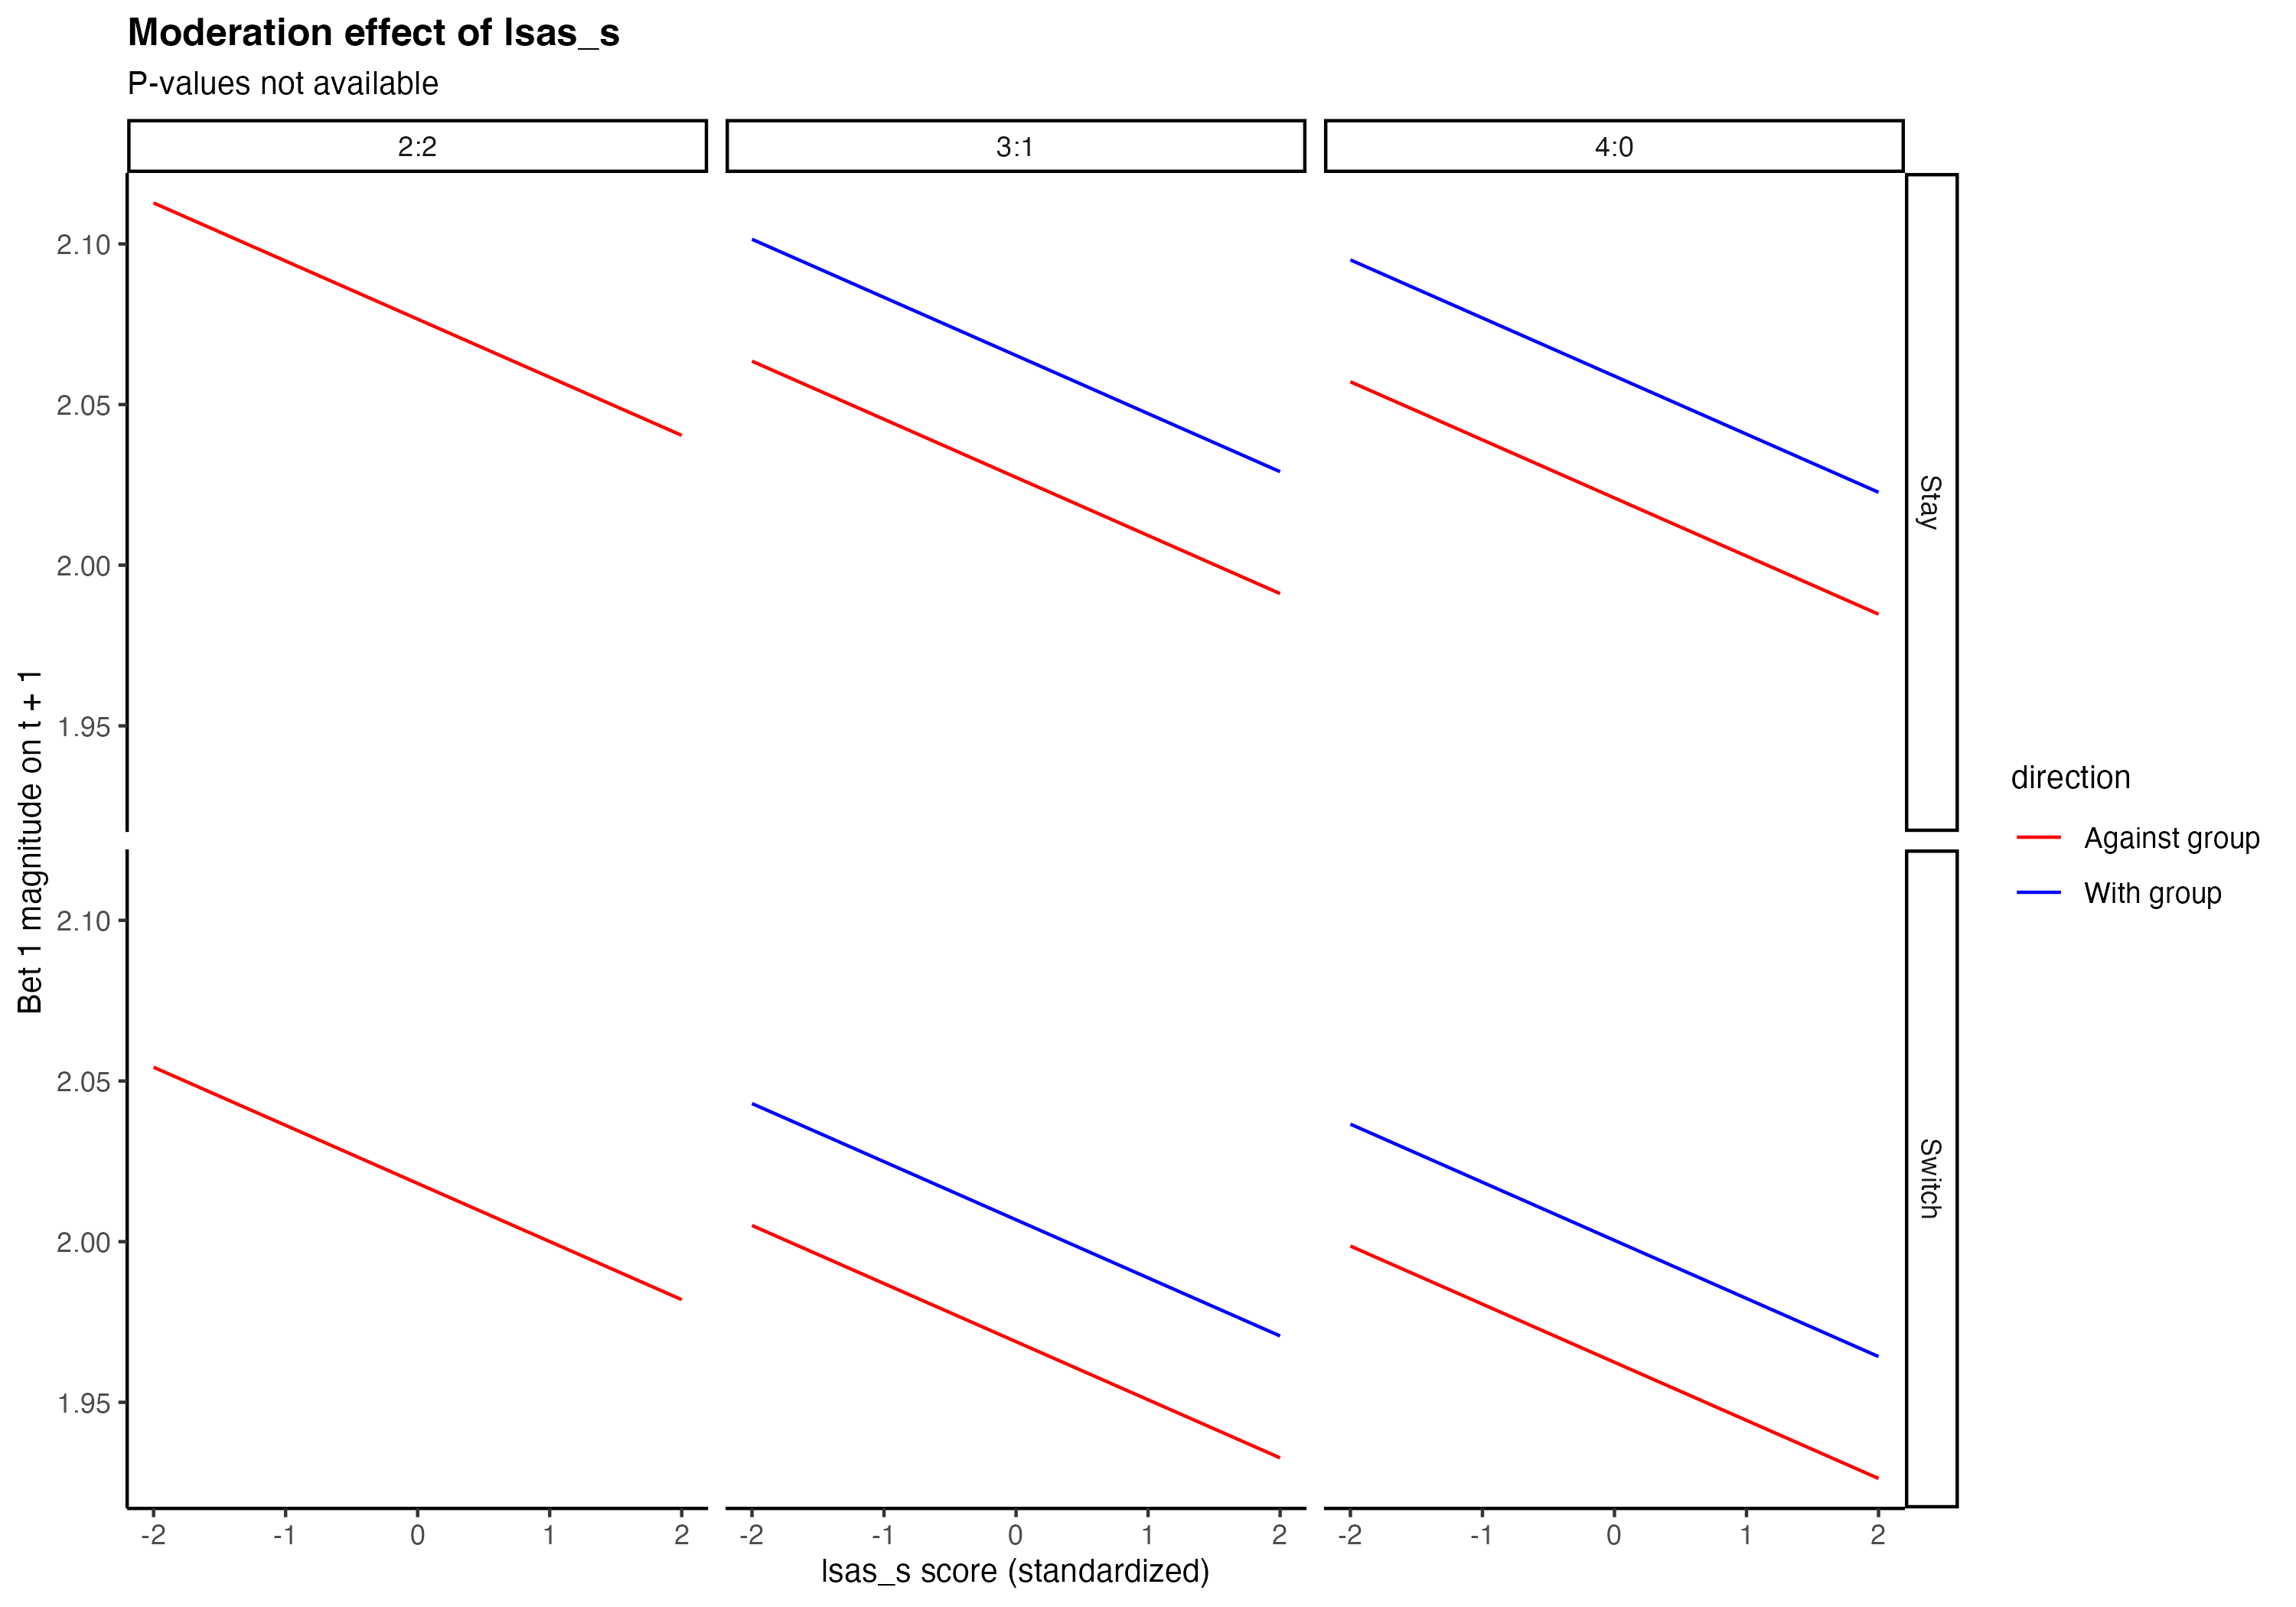 Moderation effect of lsas_s
P-values not available
2:2 3:1 4:0
2.10
2.05
2.00
1.95
Stay
2.10
2.05
2.00
1.95
Switch
Bet 1 magnitude on t + 1
-2 -1 0 1 2 -2 -1 0 1 2 -2 -1 0 1 2
lsas_s score (standardized)
direction
Against group
With group